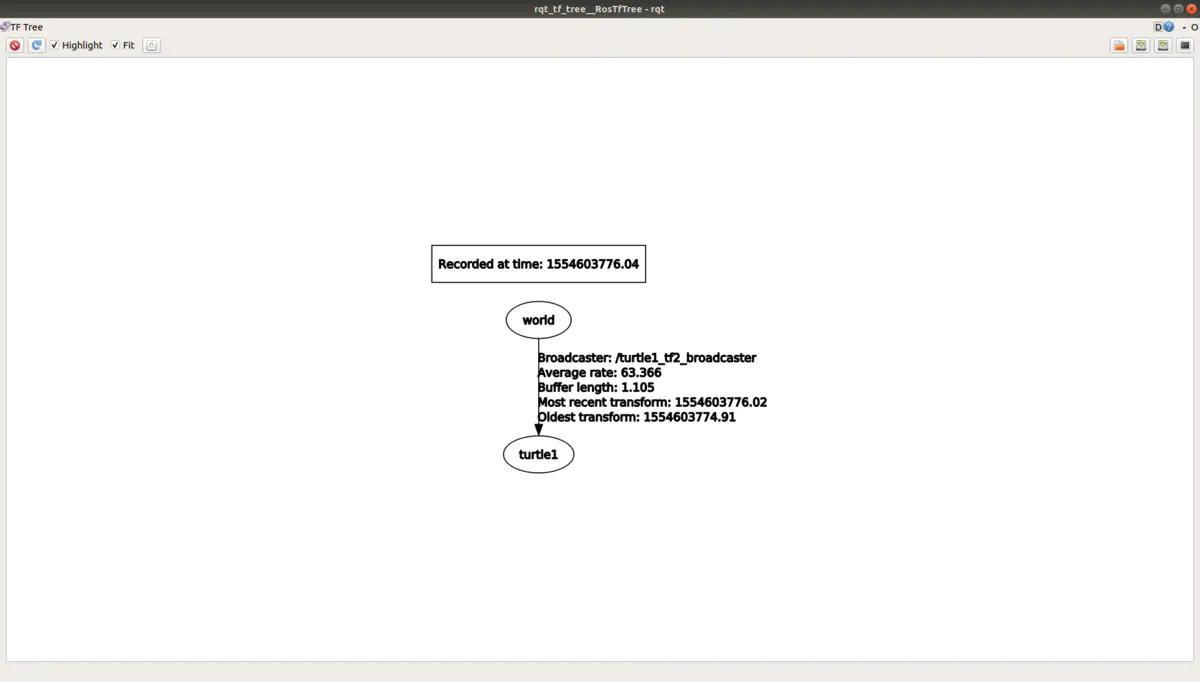 rqt_tf_tree__RosTfTree - rqt
TF Tree
D ? - O
Highlight Fit
Recorded at time: 1554603776.04
world
Broadcaster: /turtle1_tf2_broadcaster
Average rate: 63.366
Buffer length: 1.105
Most recent transform: 1554603776.02
Oldest transform: 1554603774.91
turtle1